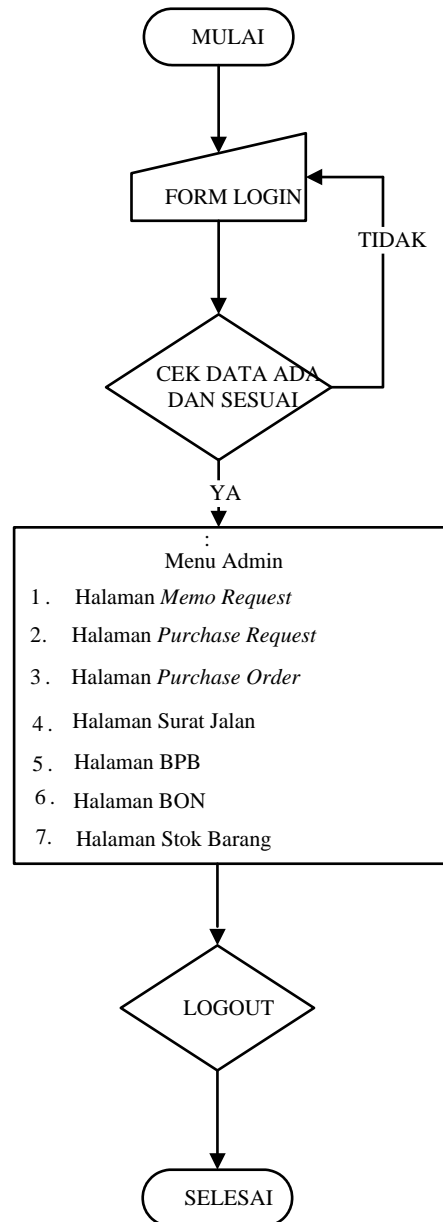 MULAI
FORM LOGIN
TIDAK
CEK DATA ADA
DAN SESUAI
YA
:
Menu Admin
1. Halaman Memo Request
2. Halaman Purchase Request
3. Halaman Purchase Order
4. Halaman Surat Jalan
5. Halaman BPB
6. Halaman BON
7. Halaman Stok Barang
LOGOUT
SELESAI